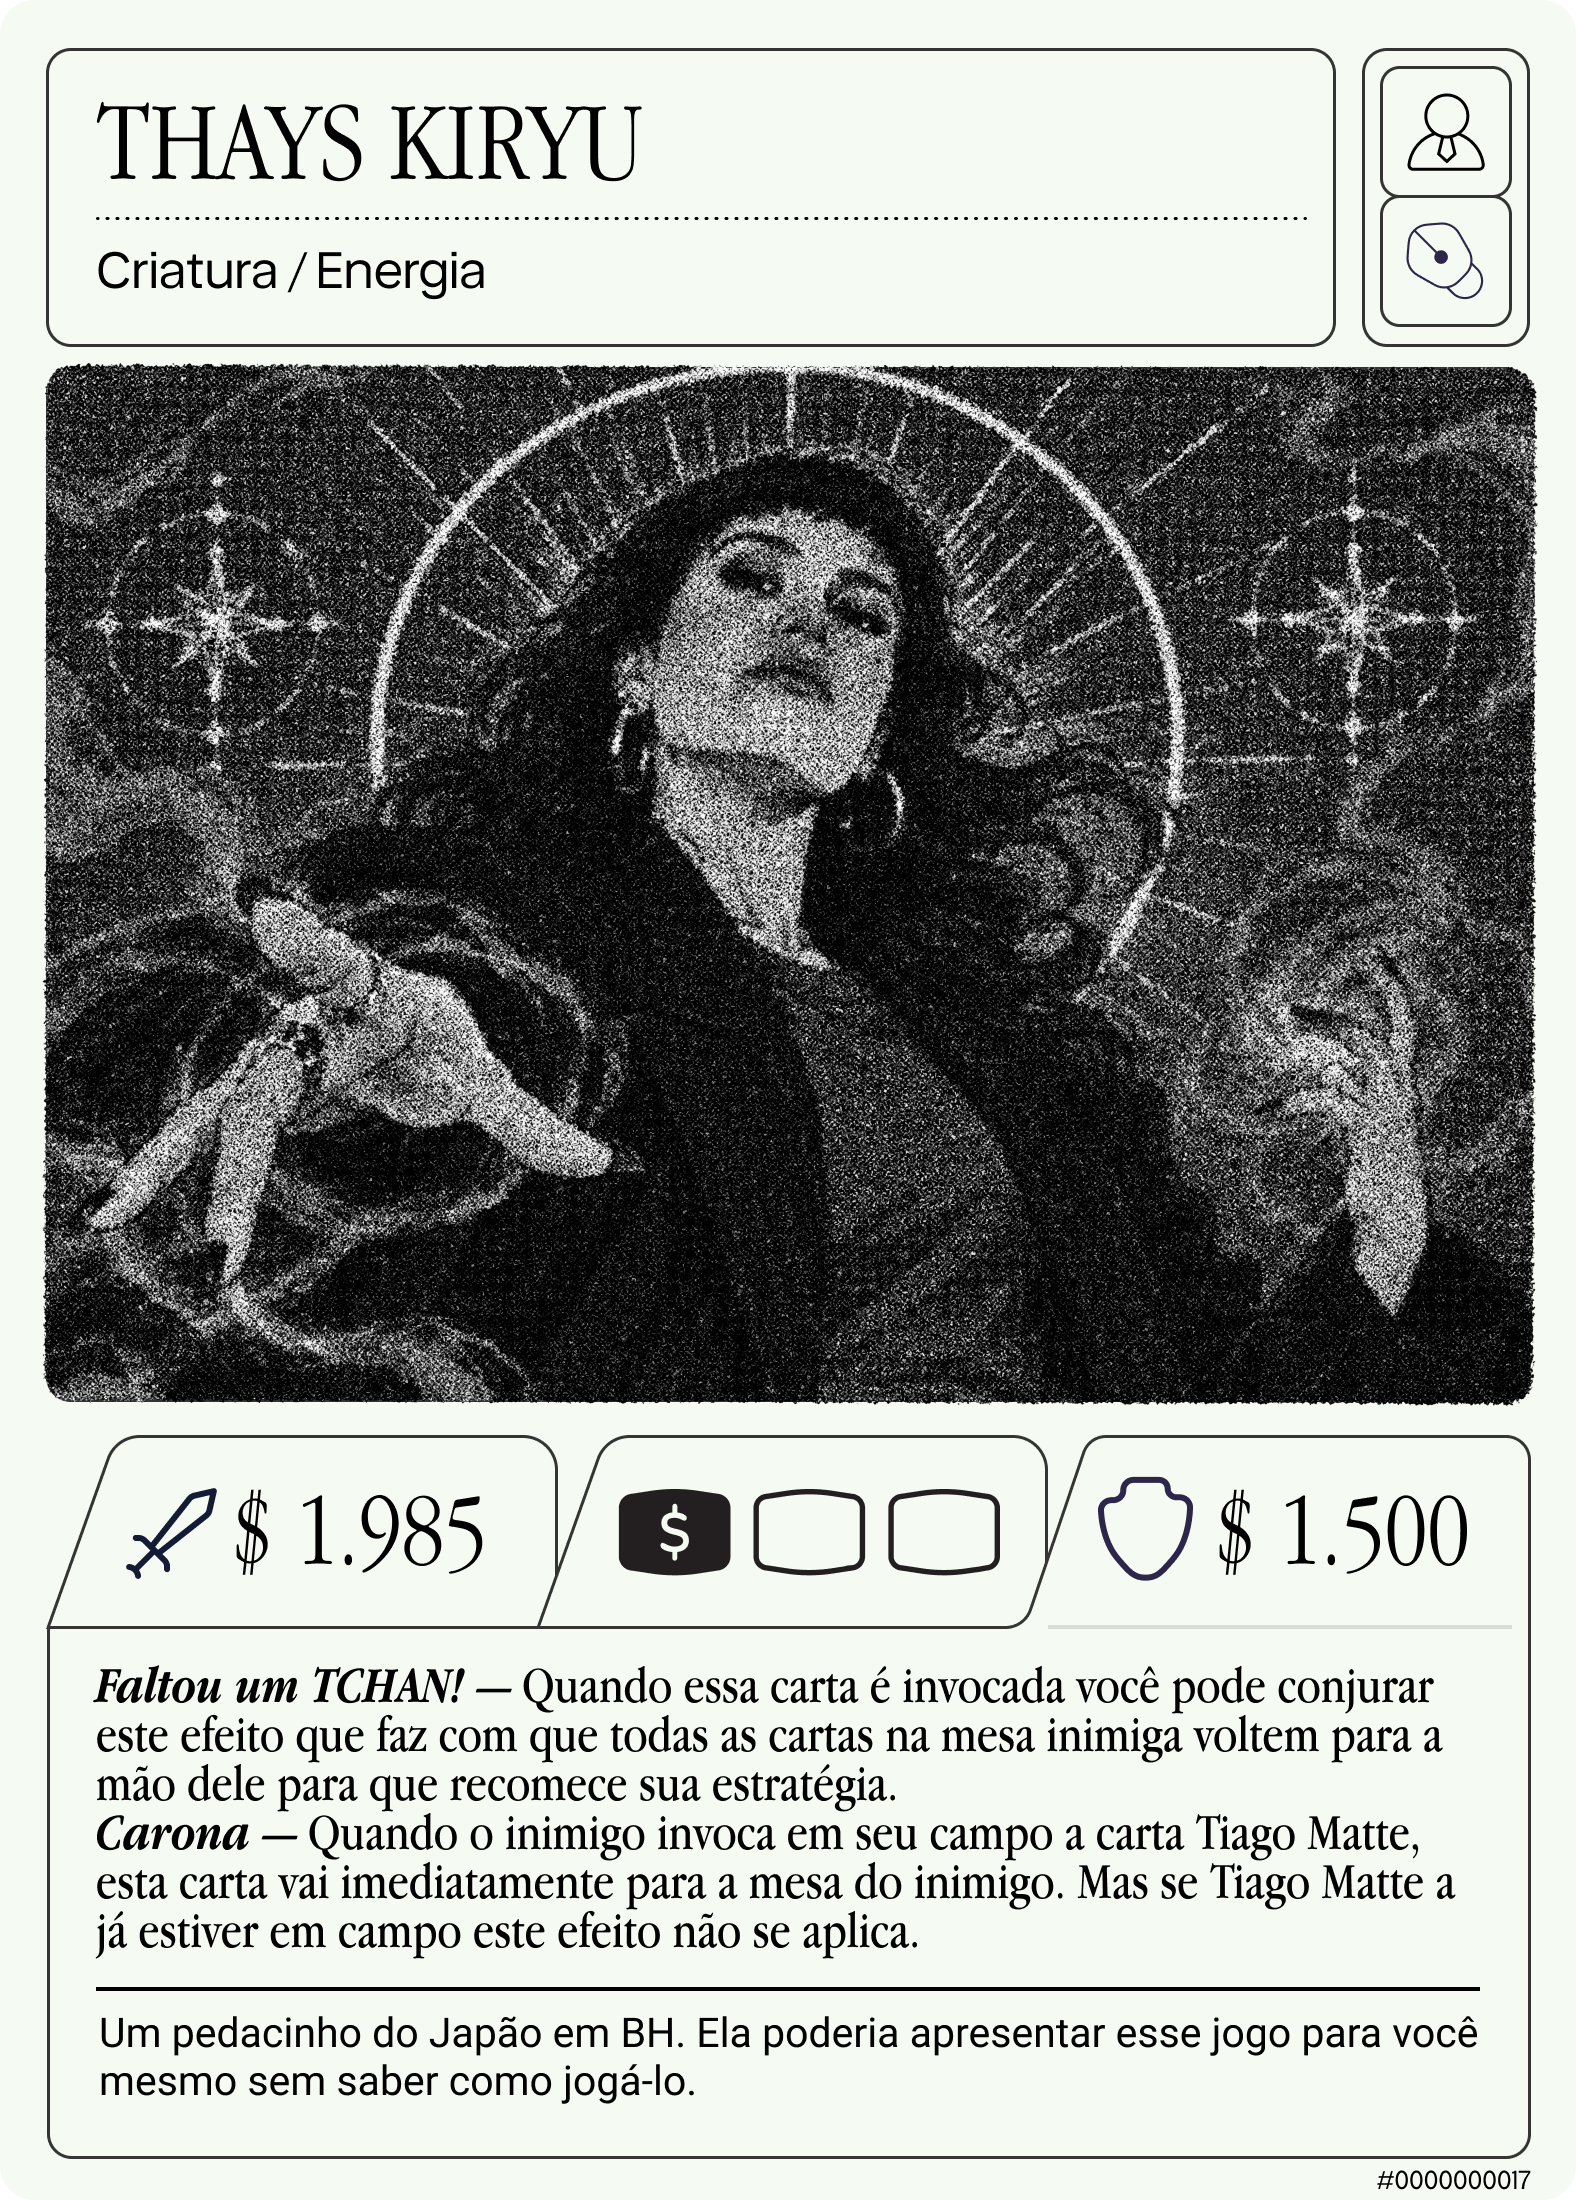 THAYS KIRYU
Criatura / Energia
$ 1.985
$
$ 1.500
Faltou um TCHAN! — Quando essa carta é invocada você pode conjurar
este efeito que faz com que todas as cartas na mesa inimiga voltem para a
mão dele para que recomece sua estratégia.
Carona — Quando o inimigo invoca em seu campo a carta Tiago Matte,
esta carta vai imediatamente para a mesa do inimigo. Mas se Tiago Matte a
já estiver em campo este efeito não se aplica.
Um pedacinho do Japão em BH. Ela poderia apresentar esse jogo para você
mesmo sem saber como jogá-lo.
#0000000017